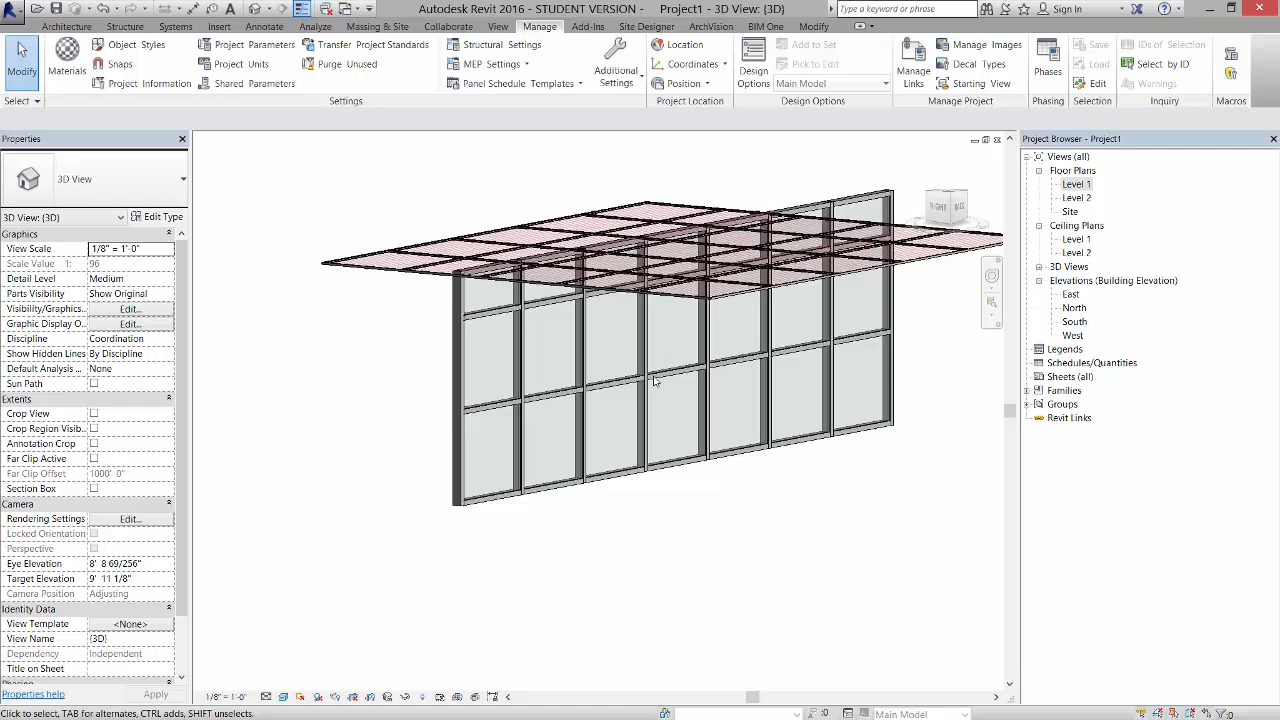 Autodesk Revit 2016 - STUDENT VERSION - Project1 - 3D View: {3D}
Type a keyword or phrase
Sign In
Architecture Structure Systems Insert Annotate Analyze Massing & Site Collaborate View Manage Add-Ins Site Designer ArchVision BIM One Modify
Modify
Select
Materials
Object Styles
Snaps
Project Information
Project Parameters
Project Units
Shared Parameters
Transfer Project Standards
Purge Unused
Structural Settings
MEP Settings
Panel Schedule Templates
Additional
Settings
Settings
Location
Coordinates
Position
Project Location
Design
Options
Add to Set
Pick to Edit
Main Model
Design Options
Manage
Links
Manage Images
Decal Types
Starting View
Manage Project
Phases
Phasing
Save
Load
Edit
Selection
IDs of Selection
Select by ID
Warnings
Inquiry
Macros
Properties
3D View
3D View: {3D}
Edit Type
Graphics
View Scale 1/8" = 1'-0"
Scale Value 1: 96
Detail Level Medium
Parts Visibility Show Original
Visibility/Graphics... Edit...
Graphic Display O... Edit...
Discipline Coordination
Show Hidden Lines By Discipline
Default Analysis ... None
Sun Path
Extents
Crop View
Crop Region Visib...
Annotation Crop
Far Clip Active
Far Clip Offset 1000' 0"
Section Box
Camera
Rendering Settings Edit...
Locked Orientation
Perspective
Eye Elevation 8' 8 69/256"
Target Elevation 9' 11 1/8"
Camera Position Adjusting
Identity Data
View Template <None>
View Name {3D}
Dependency Independent
Title on Sheet
Properties help
Apply
RIGHT BACK
Project Browser - Project1
Views (all)
Floor Plans
Level 1
Level 2
Site
Ceiling Plans
Level 1
Level 2
3D Views
Elevations (Building Elevation)
East
North
South
West
Legends
Schedules/Quantities
Sheets (all)
Families
Groups
Revit Links
1/8" = 1'-0"
Click to select, TAB for alternates, CTRL adds, SHIFT unselects.
:0
Main Model
:0